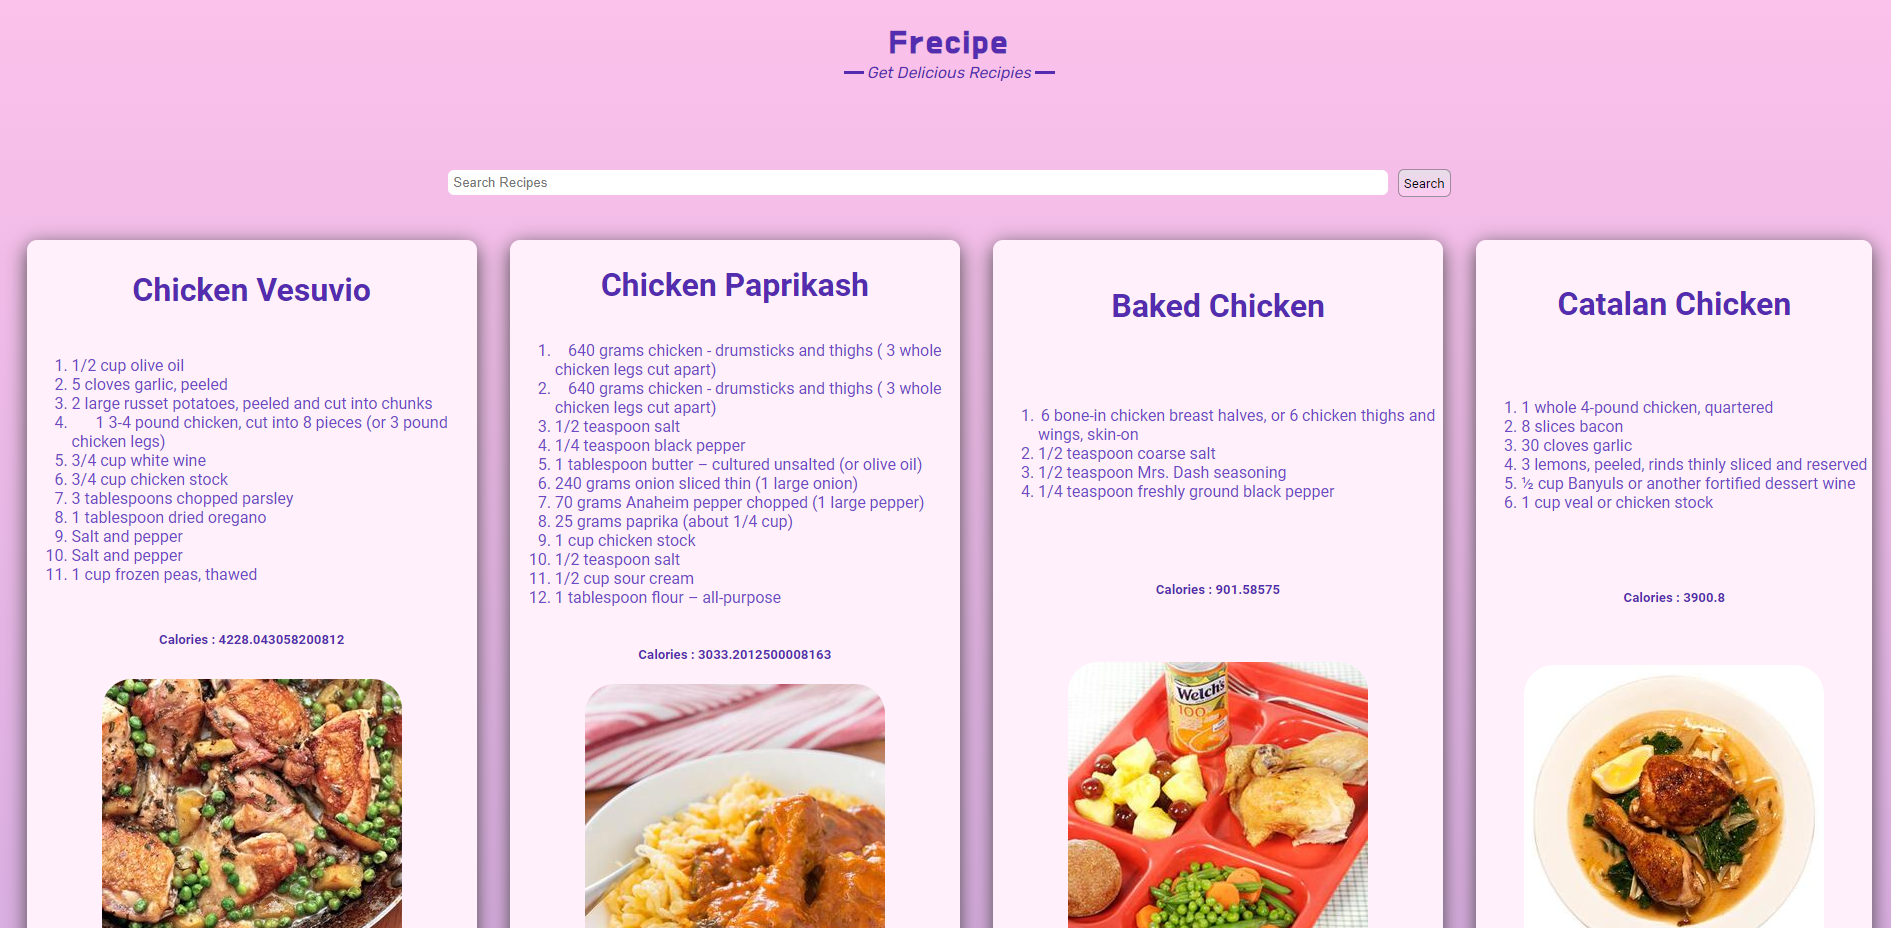 Frecipe
Get Delicious Recipies
Search Recipes
Search
Chicken Vesuvio
1. 1/2 cup olive oil
2. 5 cloves garlic, peeled
3. 2 large russet potatoes, peeled and cut into chunks
4. 1 3-4 pound chicken, cut into 8 pieces (or 3 pound
chicken legs)
5. 3/4 cup white wine
6. 3/4 cup chicken stock
7. 3 tablespoons chopped parsley
8. 1 tablespoon dried oregano
9. Salt and pepper
10. Salt and pepper
11. 1 cup frozen peas, thawed
Calories : 4228.043058200812
Chicken Paprikash
1. 640 grams chicken - drumsticks and thighs ( 3 whole
chicken legs cut apart)
2. 640 grams chicken - drumsticks and thighs ( 3 whole
chicken legs cut apart)
3. 1/2 teaspoon salt
4. 1/4 teaspoon black pepper
5. 1 tablespoon butter – cultured unsalted (or olive oil)
6. 240 grams onion sliced thin (1 large onion)
7. 70 grams Anaheim pepper chopped (1 large pepper)
8. 25 grams paprika (about 1/4 cup)
9. 1 cup chicken stock
10. 1/2 teaspoon salt
11. 1/2 cup sour cream
12. 1 tablespoon flour – all-purpose
Calories : 3033.2012500008163
Baked Chicken
1. 6 bone-in chicken breast halves, or 6 chicken thighs and
wings, skin-on
2. 1/2 teaspoon coarse salt
3. 1/2 teaspoon Mrs. Dash seasoning
4. 1/4 teaspoon freshly ground black pepper
Calories : 901.58575
Welch's
100
Catalan Chicken
1. 1 whole 4-pound chicken, quartered
2. 8 slices bacon
3. 30 cloves garlic
4. 3 lemons, peeled, rinds thinly sliced and reserved
5. ½ cup Banyuls or another fortified dessert wine
6. 1 cup veal or chicken stock
Calories : 3900.8